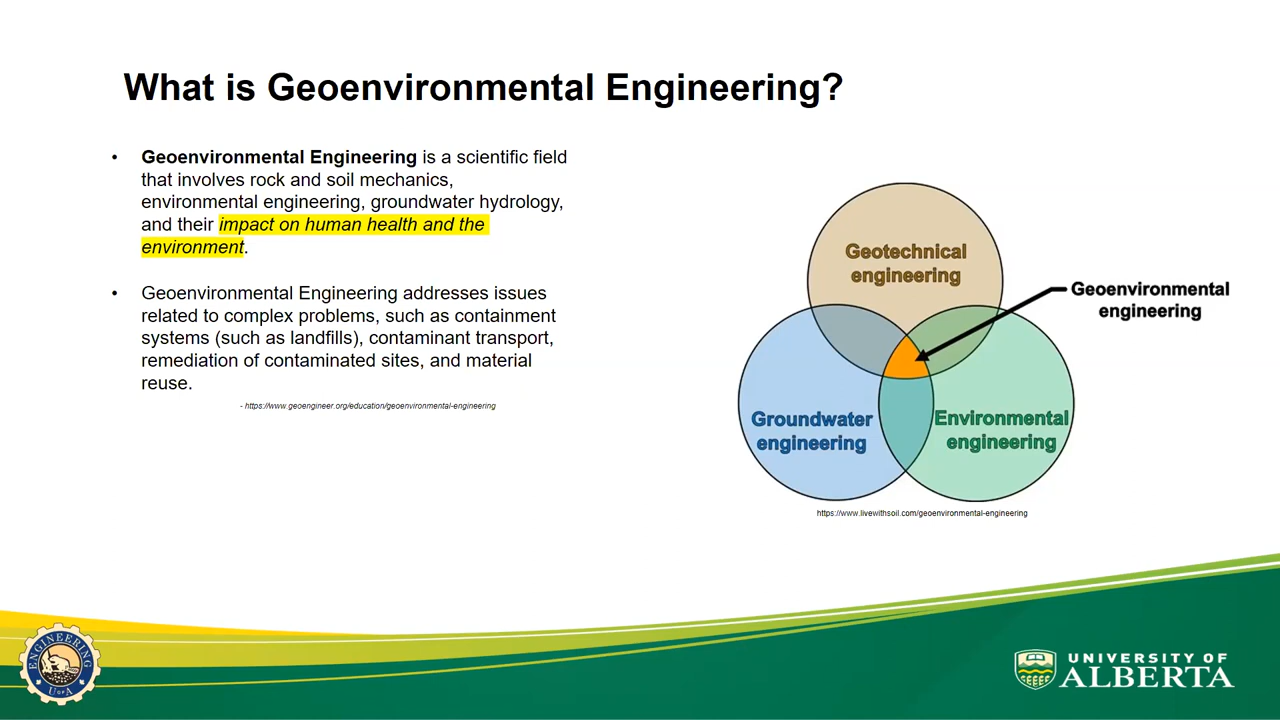 What is Geoenvironmental Engineering?
• Geoenvironmental Engineering is a scientific field
that involves rock and soil mechanics,
environmental engineering, groundwater hydrology,
and their impact on human health and the
environment.
• Geoenvironmental Engineering addresses issues
related to complex problems, such as containment
systems (such as landfills), contaminant transport,
remediation of contaminated sites, and material
reuse.
- https://www.geoengineer.org/education/geoenvironmental-engineering
Geotechnical
engineering
Geoenvironmental
engineering
Groundwater
engineering
Environmental
engineering
https://www.livewithsoil.com/geoenvironmental-engineering
ENGINEERING
U of A
UNIVERSITY OF
ALBERTA